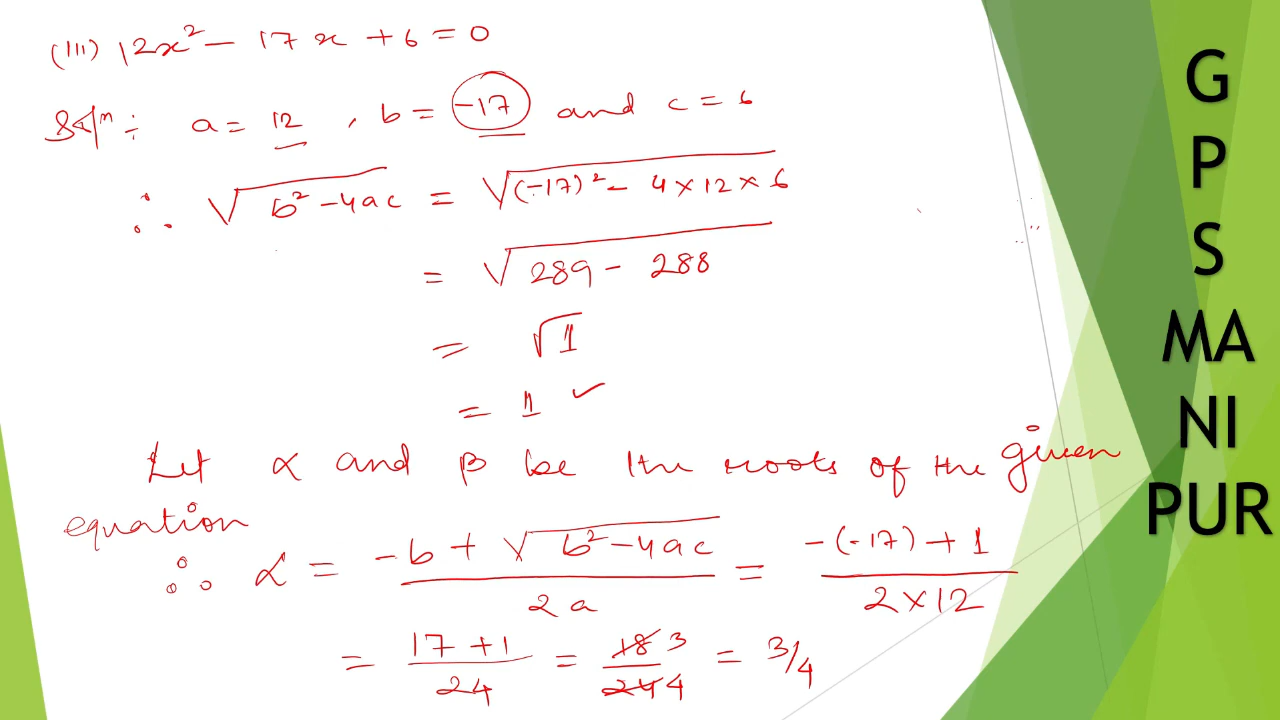 (III) 12x² − 17x + 6 = 0
Solⁿ ÷ a = 12 , b = −17 and c = 6
∴ √(b² − 4ac) = √((−17)² − 4 × 12 × 6)
= √(289 − 288)
= √1
= 1 ✓
Let α and β be the roots of the given
equation
∴ α = (−b + √(b² − 4ac)) / 2a = (−(−17) + 1) / (2 × 12)
= (17 + 1) / 24 = 18/24 3/4 = 3/4
G
P
S
MA
NI
PUR